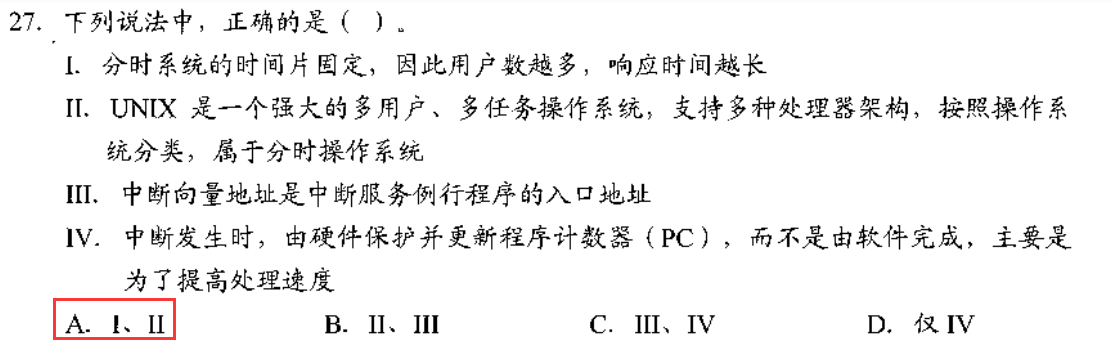 27. 下列说法中，正确的是（ ）。
I. 分时系统的时间片固定，因此用户数越多，响应时间越长
II. UNIX 是一个强大的多用户、多任务操作系统，支持多种处理器架构，按照操作系
统分类，属于分时操作系统
III. 中断向量地址是中断服务例行程序的入口地址
IV. 中断发生时，由硬件保护并更新程序计数器（PC），而不是由软件完成，主要是
为了提高处理速度
A. I、II B. II、III C. III、IV D. 仅 IV